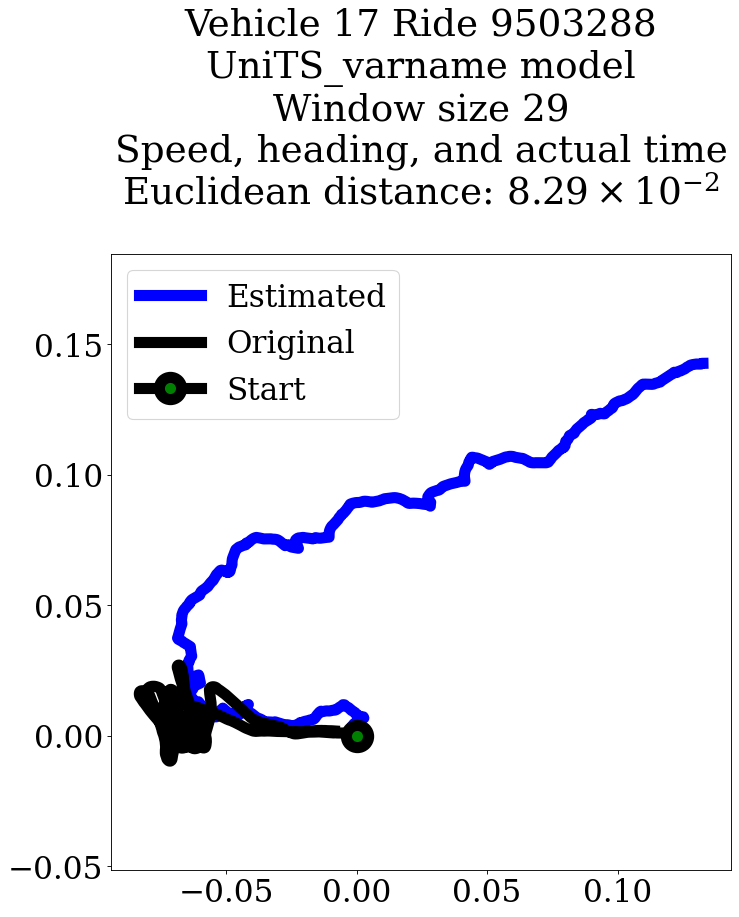 Vehicle 17 Ride 9503288
UniTS_varname model
Window size 29
Speed, heading, and actual time
Euclidean distance: 8.29 × 10⁻²
Estimated
Original
Start
0.15
0.10
0.05
0.00
−0.05
−0.05 0.00 0.05 0.10